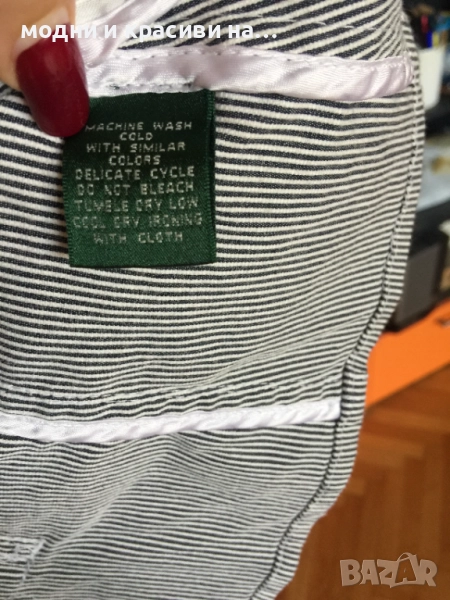 модни и красиви на...
MACHINE WASH
COLD
WITH SIMILAR
COLORS
DELICATE CYCLE
DO NOT BLEACH
TUMBLE DRY LOW
COOL DRY IRONING
WITH CLOTH
BAZAR